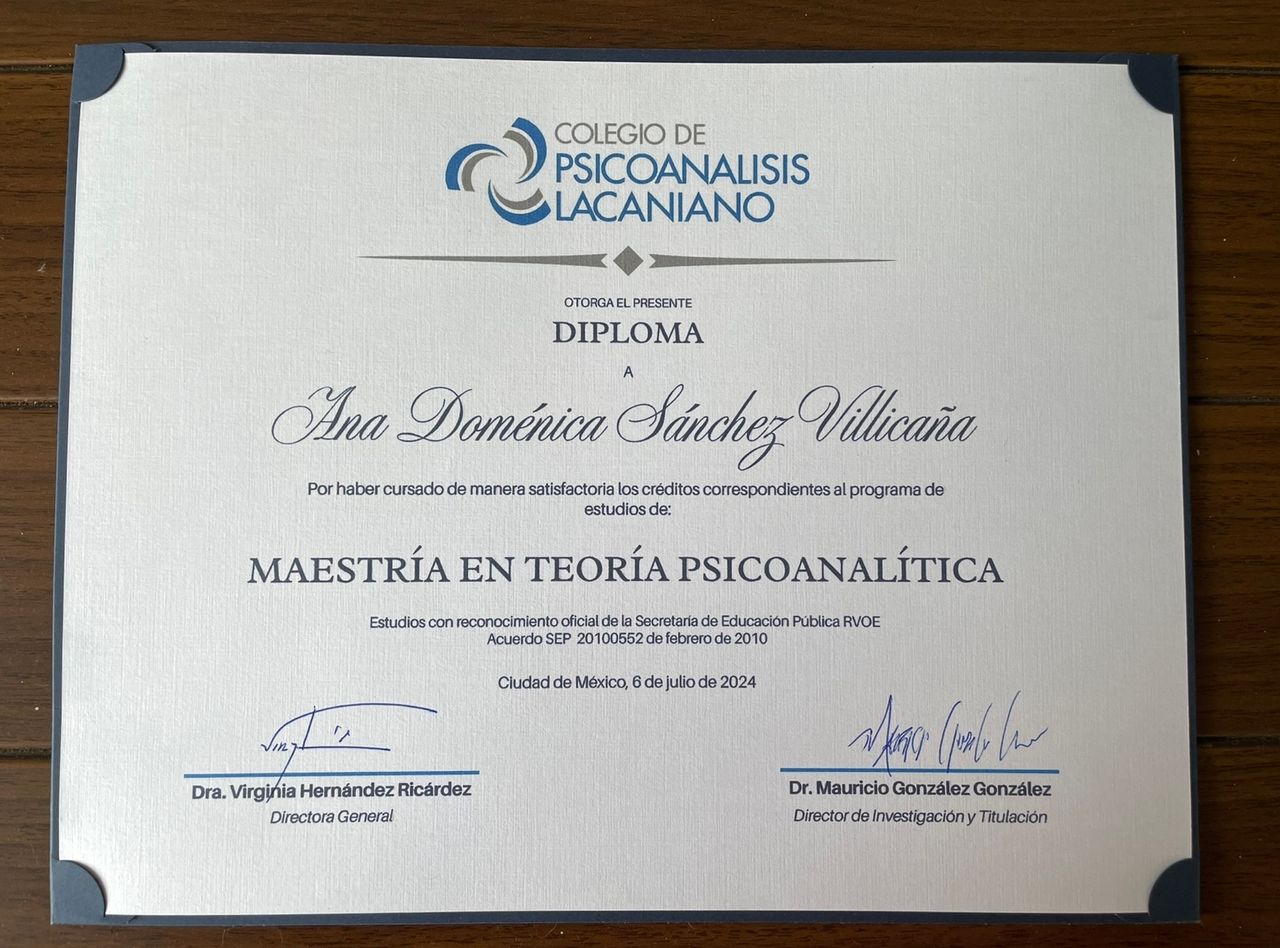 COLEGIO DE
PSICOANALISIS
LACANIANO
OTORGA EL PRESENTE
DIPLOMA
A
Ana Doménica Sánchez Villicaña
Por haber cursado de manera satisfactoria los créditos correspondientes al programa de
estudios de:
MAESTRÍA EN TEORÍA PSICOANALÍTICA
Estudios con reconocimiento oficial de la Secretaría de Educación Pública RVOE
Acuerdo SEP 20100552 de febrero de 2010
Ciudad de México, 6 de julio de 2024
Dra. Virginia Hernández Ricárdez
Directora General
Dr. Mauricio González González
Director de Investigación y Titulación